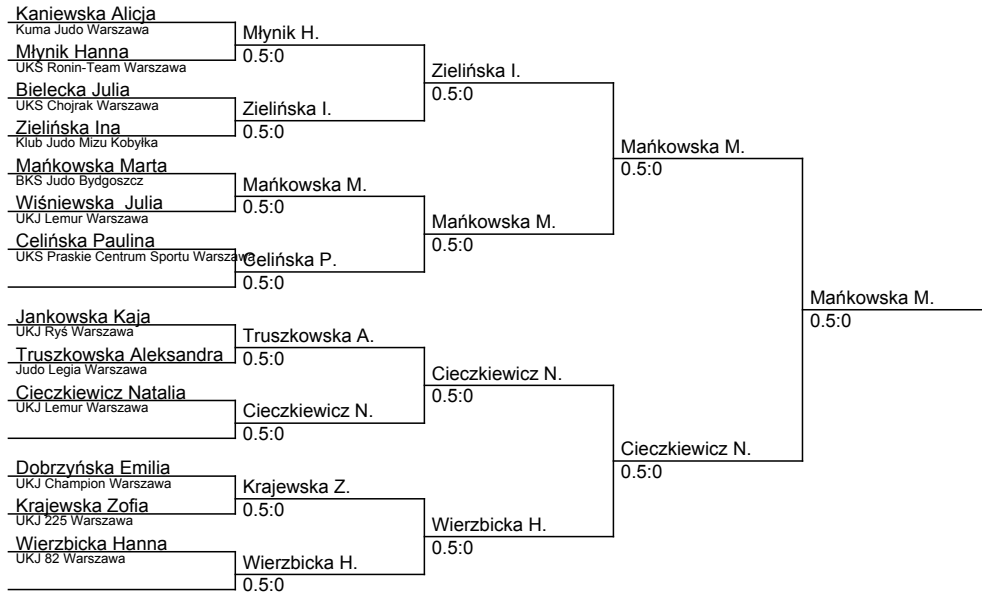 Kaniewska Alicja
Kuma Judo Warszawa
Młynik Hanna
UKS Ronin-Team Warszawa
Bielecka Julia
UKS Chojrak Warszawa
Zielińska Ina
Klub Judo Mizu Kobyłka
Mańkowska Marta
BKS Judo Bydgoszcz
Wiśniewska  Julia
UKJ Lemur Warszawa
Celińska Paulina
UKS Praskie Centrum Sportu Warszawa
Jankowska Kaja
UKJ Ryś Warszawa
Truszkowska Aleksandra
Judo Legia Warszawa
Cieczkiewicz Natalia
UKJ Lemur Warszawa
Dobrzyńska Emilia
UKJ Champion Warszawa
Krajewska Zofia
UKJ 225 Warszawa
Wierzbicka Hanna
UKJ 82 Warszawa
Młynik H.
0.5:0
Zielińska I.
0.5:0
Mańkowska M.
0.5:0
Celińska P.
0.5:0
Truszkowska A.
0.5:0
Cieczkiewicz N.
0.5:0
Krajewska Z.
0.5:0
Wierzbicka H.
0.5:0
Zielińska I.
0.5:0
Mańkowska M.
0.5:0
Cieczkiewicz N.
0.5:0
Wierzbicka H.
0.5:0
Mańkowska M.
0.5:0
Cieczkiewicz N.
0.5:0
Mańkowska M.
0.5:0